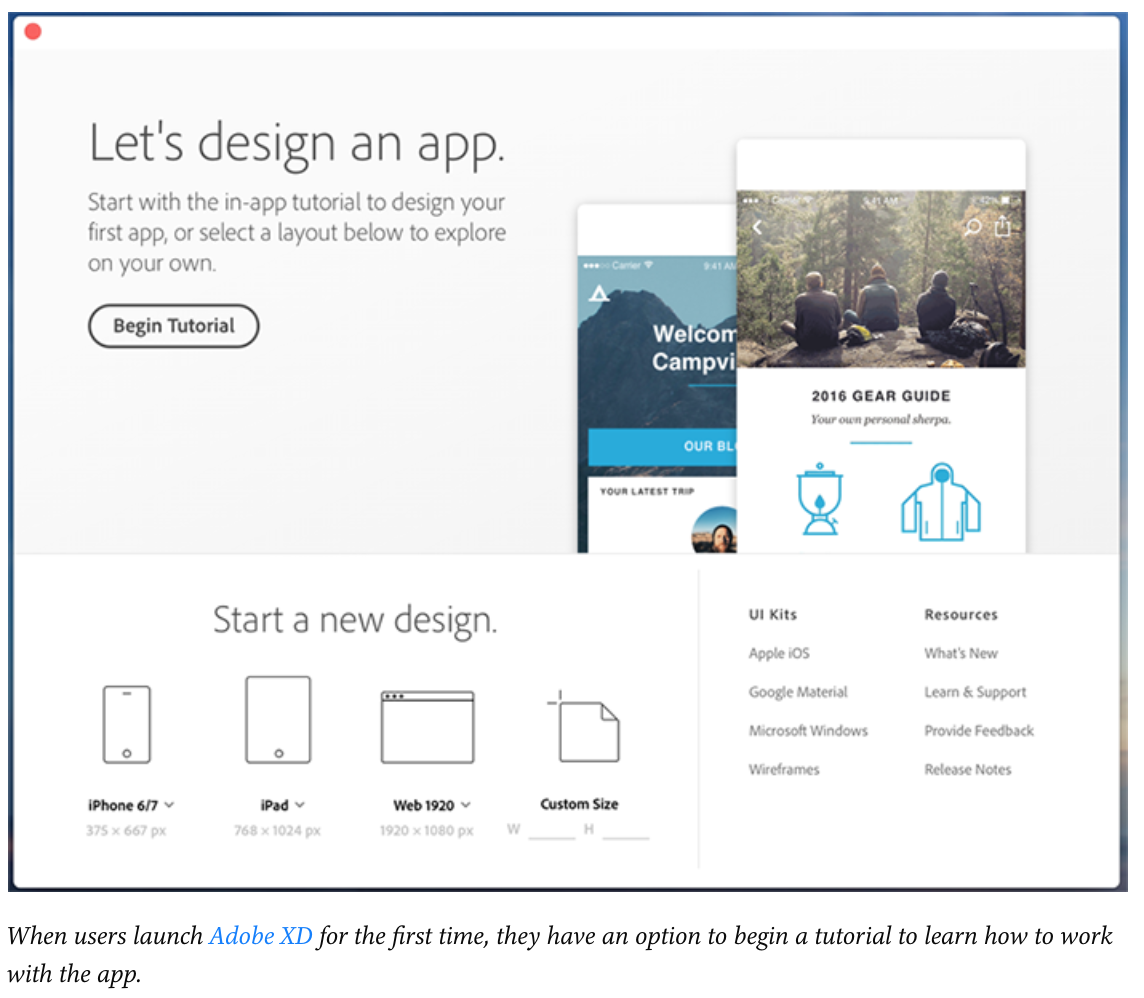 Let's design an app.
Start with the in-app tutorial to design your
first app, or select a layout below to explore
on your own.
Begin Tutorial
Carrier
9:41 AM
Welcom
Campvi
OUR BLO
YOUR LATEST TRIP
Carrier
9:41 AM
42%
2016 GEAR GUIDE
Your own personal sherpa.
Start a new design.
iPhone 6/7
375 × 667 px
iPad
768 × 1024 px
Web 1920
1920 × 1080 px
Custom Size
W H
UI Kits
Apple iOS
Google Material
Microsoft Windows
Wireframes
Resources
What's New
Learn & Support
Provide Feedback
Release Notes
When users launch Adobe XD for the first time, they have an option to begin a tutorial to learn how to work
with the app.